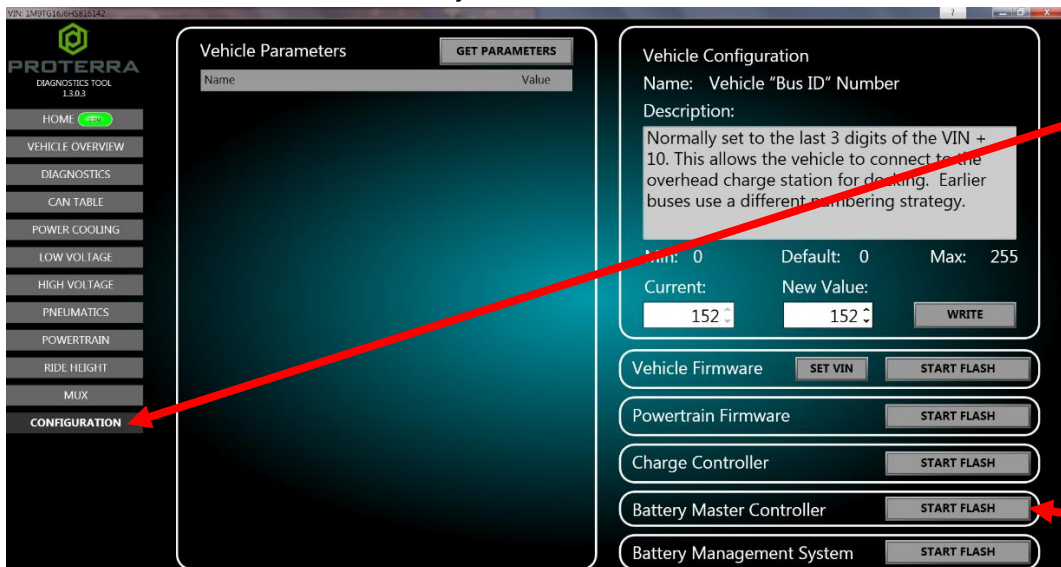 VIN: 1M9TG16J6HS816142
?
PROTERRA
DIAGNOSTICS TOOL
1.3.0.3
HOME
VEHICLE OVERVIEW
DIAGNOSTICS
CAN TABLE
POWER COOLING
LOW VOLTAGE
HIGH VOLTAGE
PNEUMATICS
POWERTRAIN
RIDE HEIGHT
MUX
CONFIGURATION
Vehicle Parameters
GET PARAMETERS
Name Value
Vehicle Configuration
Name: Vehicle "Bus ID" Number
Description:
Normally set to the last 3 digits of the VIN +
10. This allows the vehicle to connect to the
overhead charge station for docking. Earlier
buses use a different numbering strategy.
Min: 0 Default: 0 Max: 255
Current: New Value:
152 152 WRITE
Vehicle Firmware SET VIN START FLASH
Powertrain Firmware START FLASH
Charge Controller START FLASH
Battery Master Controller START FLASH
Battery Management System START FLASH